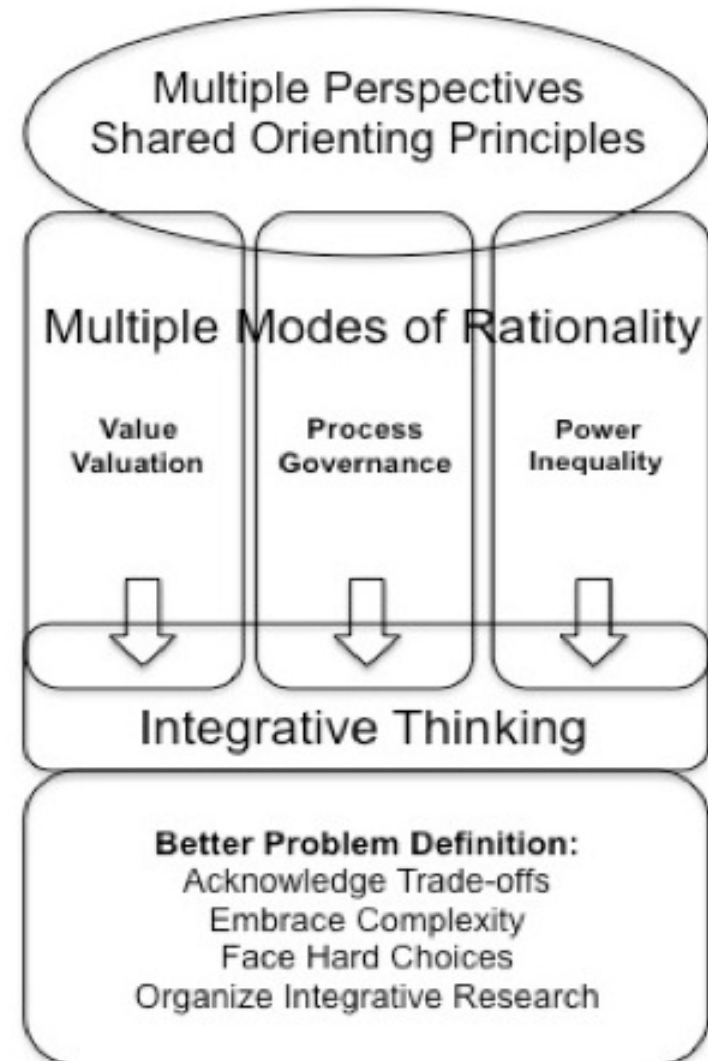 Multiple Perspectives
Shared Orienting Principles
Multiple Modes of Rationality
Value
Valuation
Process
Governance
Power
Inequality
Integrative Thinking
Better Problem Definition:
Acknowledge Trade-offs
Embrace Complexity
Face Hard Choices
Organize Integrative Research